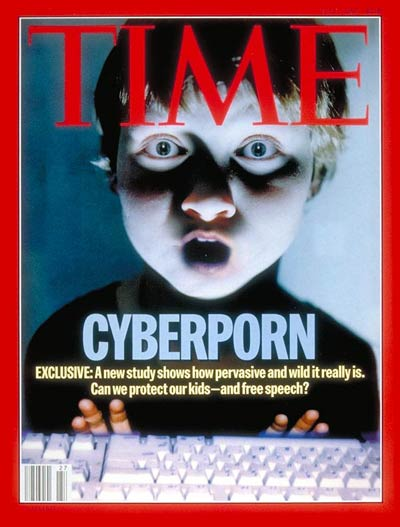 TIME
CYBERPORN
EXCLUSIVE: A new study shows how pervasive and wild it really is.
Can we protect our kids—and free speech?
27